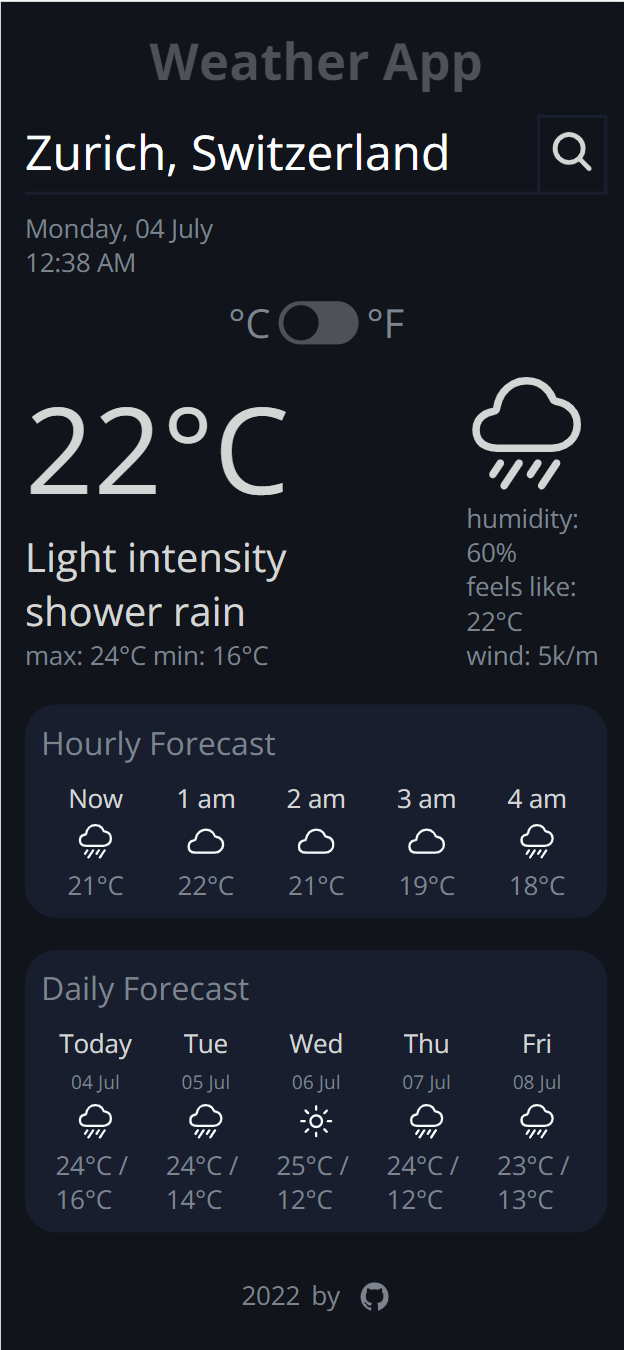 Weather App
Zurich, Switzerland
Monday, 04 July
12:38 AM
°C °F
22°C
Light intensity
shower rain
max: 24°C min: 16°C
humidity:
60%
feels like:
22°C
wind: 5k/m
Hourly Forecast
Now 1 am 2 am 3 am 4 am
21°C 22°C 21°C 19°C 18°C
Daily Forecast
Today Tue Wed Thu Fri
04 Jul 05 Jul 06 Jul 07 Jul 08 Jul
24°C / 24°C / 25°C / 24°C / 23°C /
16°C 14°C 12°C 12°C 13°C
2022 by